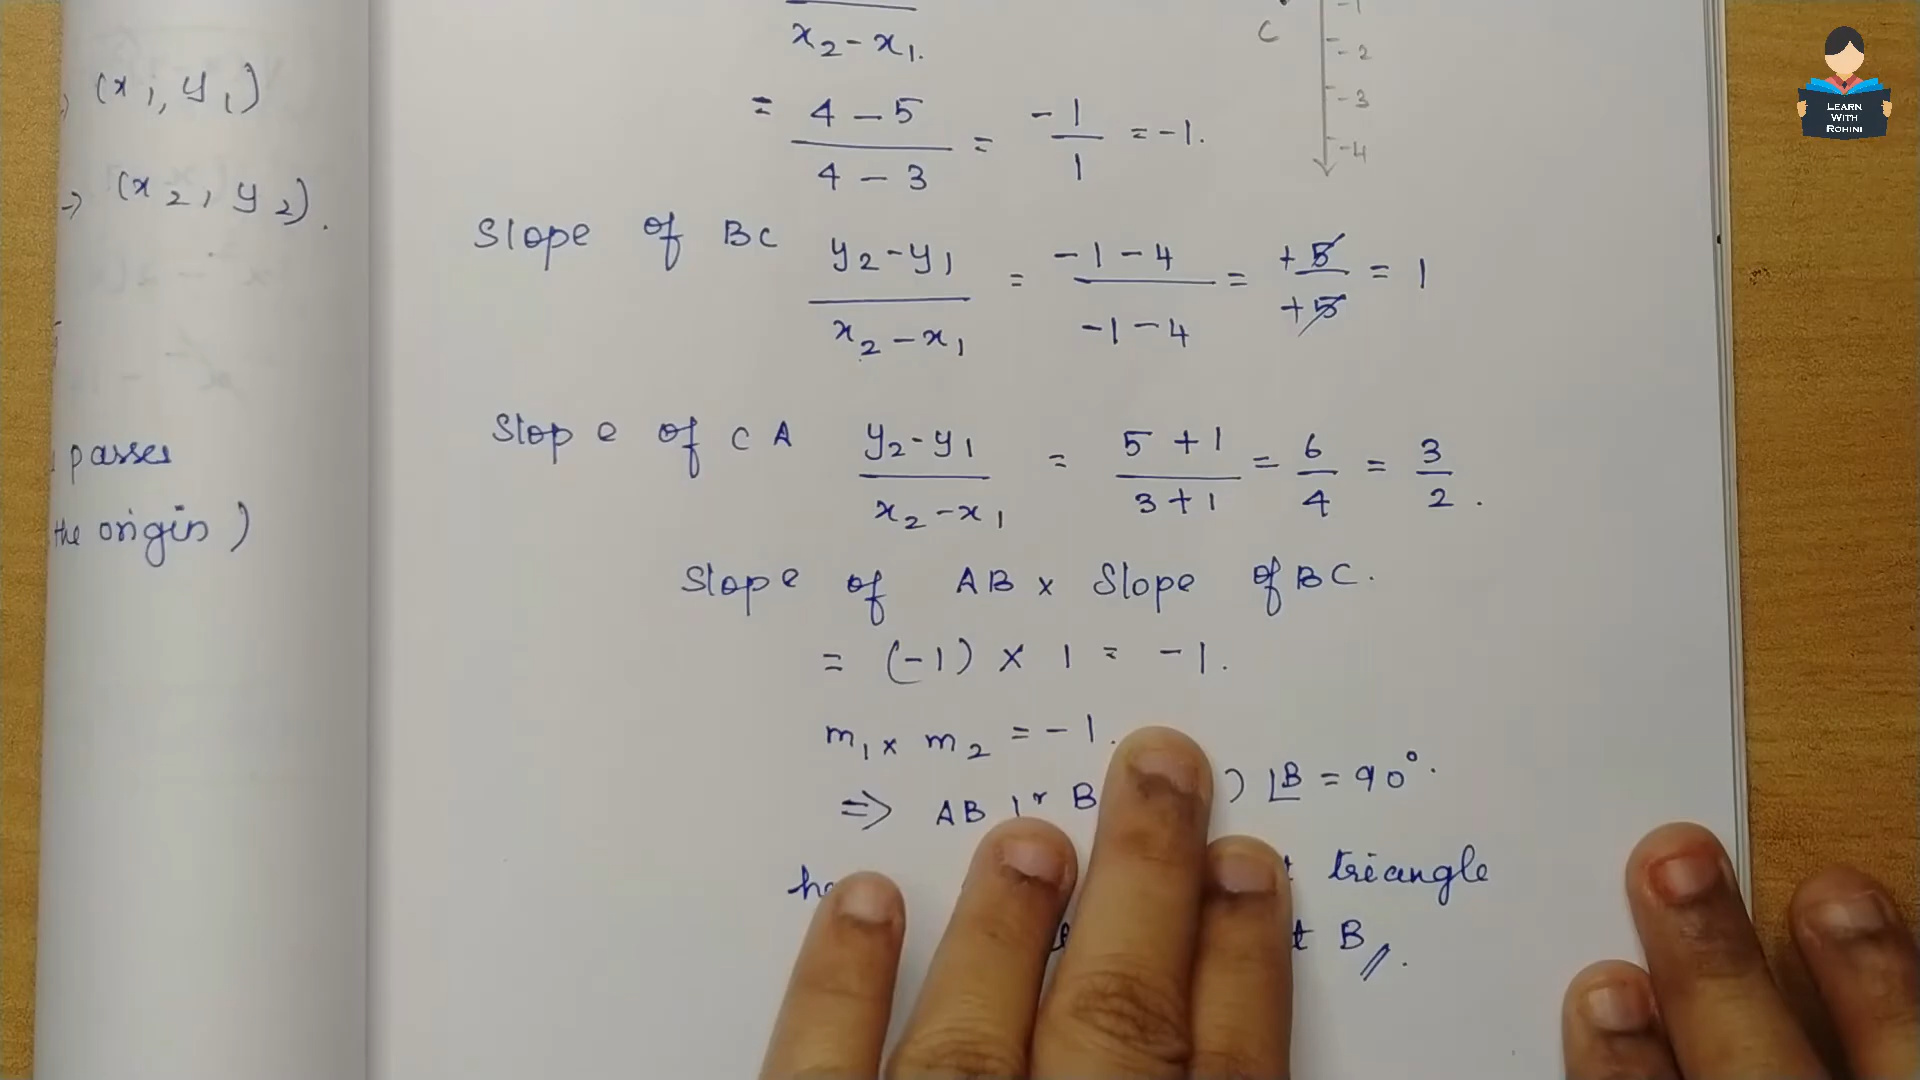 (x₁, y₁)
→ (x₂, y₂).
passes
the origin)
x₂ - x₁.
= 4 - 5 / 4 - 3 = -1 / 1 = -1.
Slope of BC y₂ - y₁ / x₂ - x₁ = -1 - 4 / -1 - 4 = +5 / +5 = 1
Slope of CA y₂ - y₁ / x₂ - x₁ = 5 + 1 / 3 + 1 = 6 / 4 = 3 / 2.
Slope of AB x Slope of BC.
= (-1) x 1 = -1.
m₁ x m₂ = -1.
=> AB ⊥r B ) ∠B = 90°.
triangle
B //.
C
-1
-2
-3
-4
LEARN
WITH
ROHINI